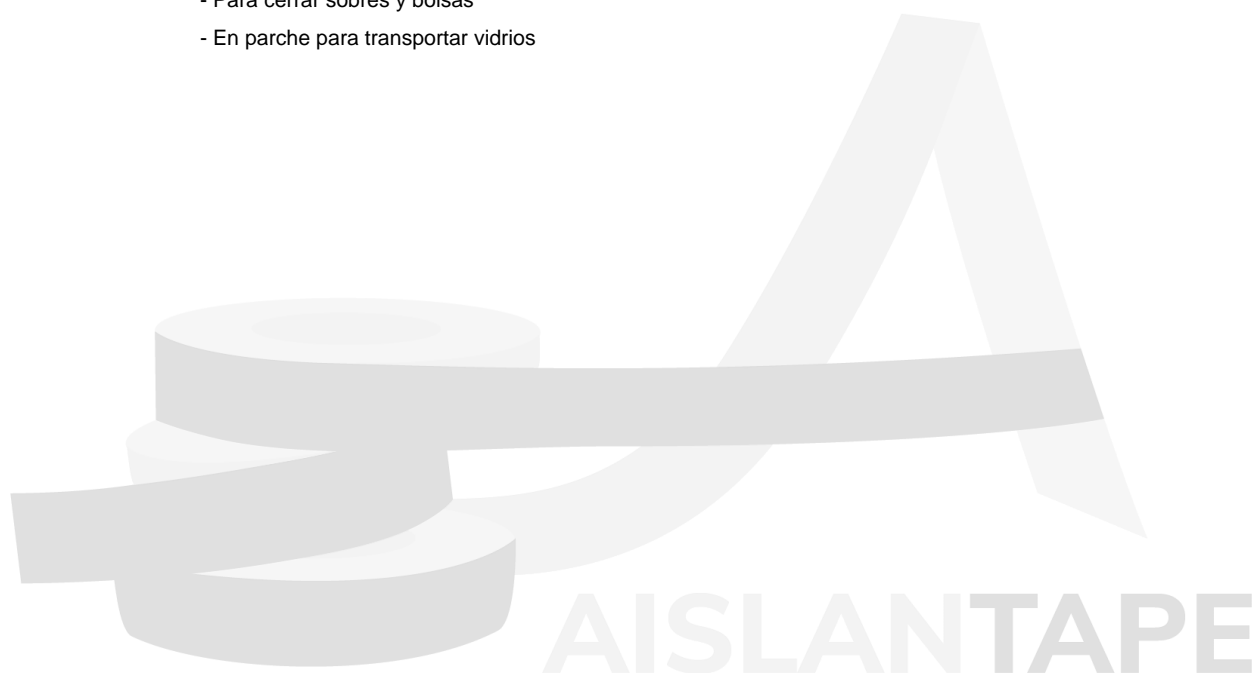 - Para cerrar sobres y bolsas
- En parche para transportar vidrios
AISLANTAPE